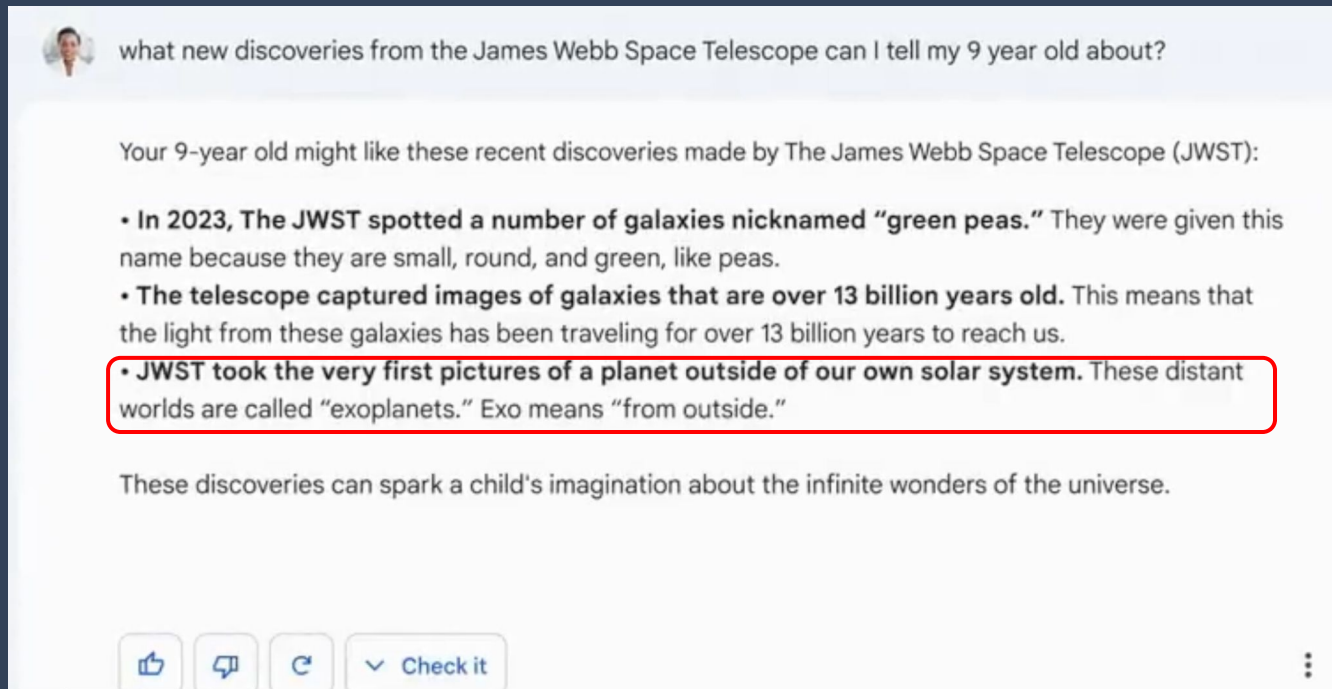 what new discoveries from the James Webb Space Telescope can I tell my 9 year old about?
Your 9-year old might like these recent discoveries made by The James Webb Space Telescope (JWST):
• In 2023, The JWST spotted a number of galaxies nicknamed “green peas.” They were given this
name because they are small, round, and green, like peas.
• The telescope captured images of galaxies that are over 13 billion years old. This means that
the light from these galaxies has been traveling for over 13 billion years to reach us.
• JWST took the very first pictures of a planet outside of our own solar system. These distant
worlds are called “exoplanets.” Exo means “from outside.”
These discoveries can spark a child's imagination about the infinite wonders of the universe.
Check it